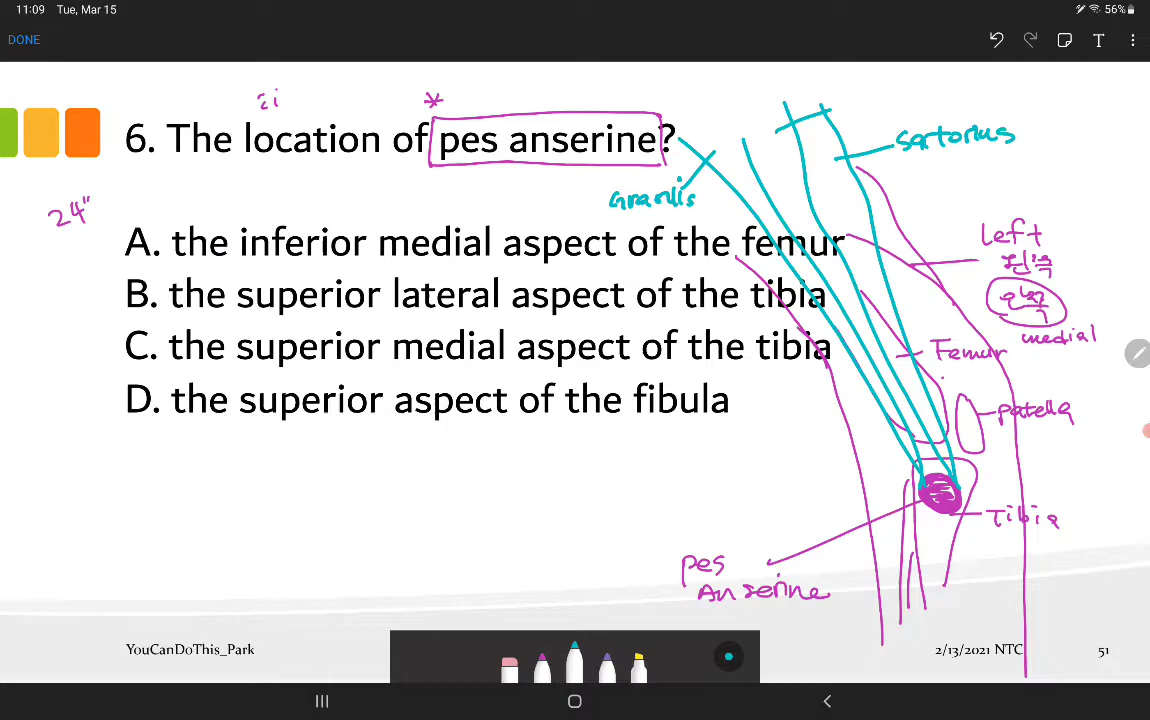 11:09 Tue, Mar 15
56%
DONE
T
*
6. The location of pes anserine?
Sartorius
Gracilis
24"
A. the inferior medial aspect of the femur
Left
B. the superior lateral aspect of the tibia
medial
C. the superior medial aspect of the tibia
Femur
D. the superior aspect of the fibula
patella
Tibia
pes
Anserine
YouCanDoThis_Park
2/13/2021 NTC
51